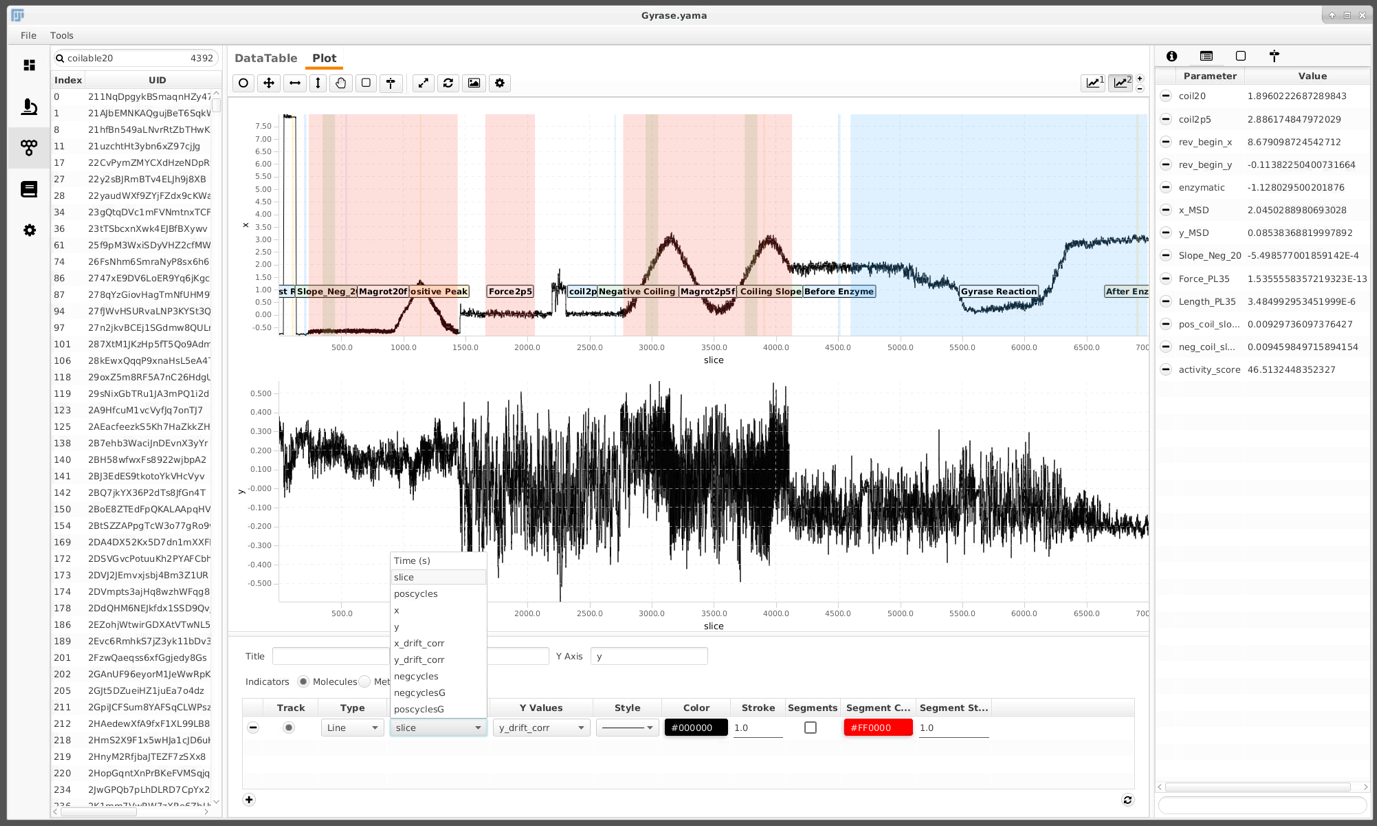 Gyrase.yama
File Tools
coilable20 4392
Index UID
0 211NqDpgykBSmaqnHZy47
1 21AJbEMNKAQgujBeT6Sqk
8 21hfBn549aLNvrRtZbTHwK
11 21uzchtHt3ybn6xZ97cjJg
17 22CvPymZMYCXdHzeNDpR
27 22y2sBJRmBTv4ELJh9j8XB
28 22yaudWXf9ZYjFZdx9cKWa
34 23gQtqDVc1mFVNmtnxTCF
36 23tTSbcxnXwk4EJBfBXywv
61 25f9pM3WxiSDyVHZ2cfMW
74 26FsNhm6SmraNyP8sx6h6
86 2747xE9DV6LoER9Yq6jKgc
87 278qYzGiovHagTmNfUHM9
94 27fJWvHSURvaLNP3KYSt3Q
97 27n2jkvBCEj1SGdmw8QULı
101 287XtM1JKzHp5fT5Qo9Adm
106 28kEwxQqqP9xnaHsL5eA4
118 29oxZ5m8RF5A7nC26Hdgl
119 29sNixGbTRu1JA3mPQ1i2d
123 2A9HfcuM1vcVyfJq7onTJ7
125 2AEacfeezkS5Kh7HaZkkZH
138 2B7ehb3WaciJnDEvnX3yYr
140 2BH58wfwxFs8922wjbpA2
141 2BJ3EdES9tkotoYkVHcVyv
142 2BQ7jkYX36P2dTs8JfGn4T
150 2BoE8ZTEdFpQKALAApqHV
154 2BtSZZAPpgTcW3o77gRo9
169 2DA4DX52Kx5D7dn1mXXF
172 2DSVGvcPotuuKh2PYAFCbh
173 2DVJ2JEmvxjsbj4Bm3Z1UR
174 2DVmpts3ajHq8wzhWFqg8
178 2DdQHM6NEJkfdx1SSD9Qv
186 2EZohjWtwirGDXAtVTwNL5
189 2Evc6RmhkS7jZ3yk11bDv3
201 2FzwQaeqss6xfGgjedy8Gs
202 2GAnUF96eyorM1JeWwRpK
205 2GJt5DZueiHZ1juEa7o4dz
211 2GpiJCFSum8YAFSqCLWPsz
212 2HAedewXfA9fxF1XL99LB8
218 2HmS2X9F1x5wHJa1cJD6uł
219 2HnyM2RfjbaJTEZF7zSXx8
220 2HopGqntXnPrBKeFVMSqjq
234 2JwGPQb7pLhDLRD7CpYx2
DataTable Plot
1 2
7.50
7.00
6.50
6.00
5.50
5.00
4.50
4.00
3.50
3.00
2.50
2.00
1.50
1.00
0.50
0.00
-0.50
x
st F Slope_Neg_2 Magrot20f ositive Peak Force2p5 coil2p Negative Coiling Magrot2p5f Coiling Slope Before Enzyme Gyrase Reaction After Enz
500.0 1000.0 1500.0 2000.0 2500.0 3000.0 3500.0 4000.0 4500.0 5000.0 5500.0 6000.0 6500.0 700
slice
0.500
0.400
0.300
0.200
0.100
-0.000
-0.100
-0.200
-0.300
-0.400
-0.500
y
500.0 2000.0 2500.0 3000.0 3500.0 4000.0 4500.0 5000.0 5500.0 6000.0 6500.0 700
slice
Time (s)
slice
poscycles
x
y
x_drift_corr
y_drift_corr
negcycles
negcyclesG
poscyclesG
Title Y Axis y
Indicators Molecules Met
Track Type Y Values Style Color Stroke Segments Segment C... Segment St...
Line slice y_drift_corr #000000 1.0 #FF0000 1.0
Parameter Value
coil20 1.8960222687289843
coil2p5 2.886174847972029
rev_begin_x 8.679098724542712
rev_begin_y -0.11382250400731664
enzymatic -1.128029500201876
x_MSD 2.0450288980693028
y_MSD 0.08538368819997892
Slope_Neg_20 -5.498577001859142E-4
Force_PL35 1.5355558357219323E-13
Length_PL35 3.484992953451999E-6
pos_coil_slo... 0.00929736097376427
neg_coil_sl... 0.009459849715894154
activity_score 46.5132448352327